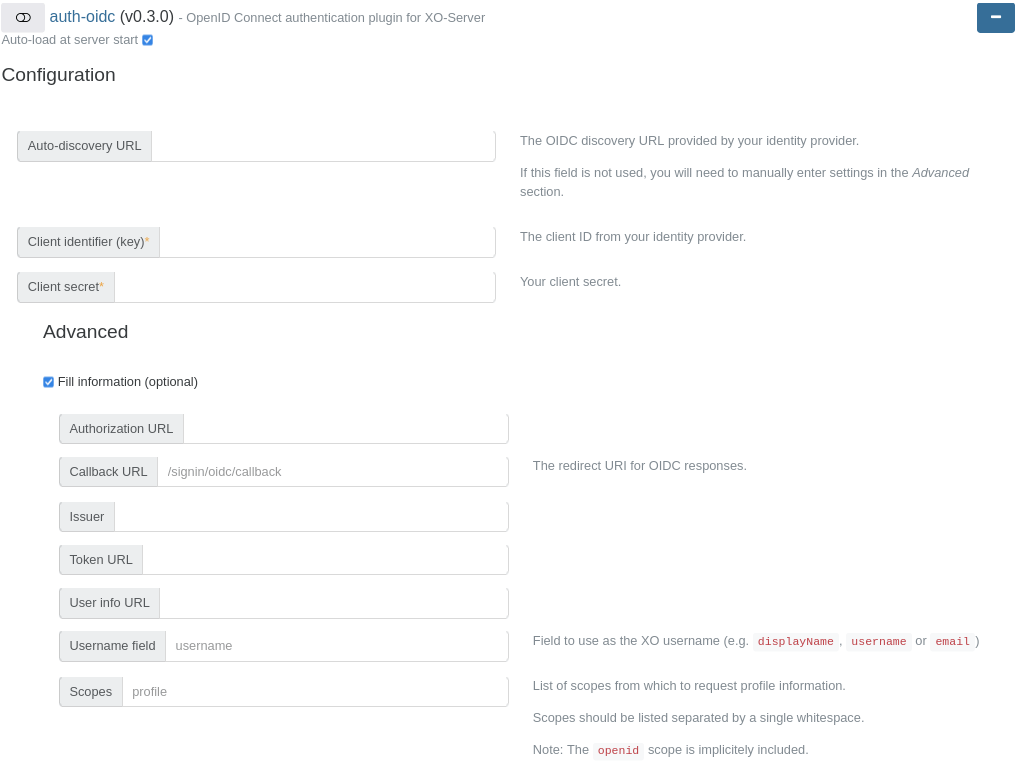 auth-oidc (v0.3.0) - OpenID Connect authentication plugin for XO-Server
Auto-load at server start
Configuration
Auto-discovery URL
The OIDC discovery URL provided by your identity provider.
If this field is not used, you will need to manually enter settings in the Advanced
section.
Client identifier (key)*
The client ID from your identity provider.
Client secret*
Your client secret.
Advanced
Fill information (optional)
Authorization URL
Callback URL /signin/oidc/callback
The redirect URI for OIDC responses.
Issuer
Token URL
User info URL
Username field username
Field to use as the XO username (e.g. displayName, username or email)
Scopes profile
List of scopes from which to request profile information.
Scopes should be listed separated by a single whitespace.
Note: The openid scope is implicitely included.